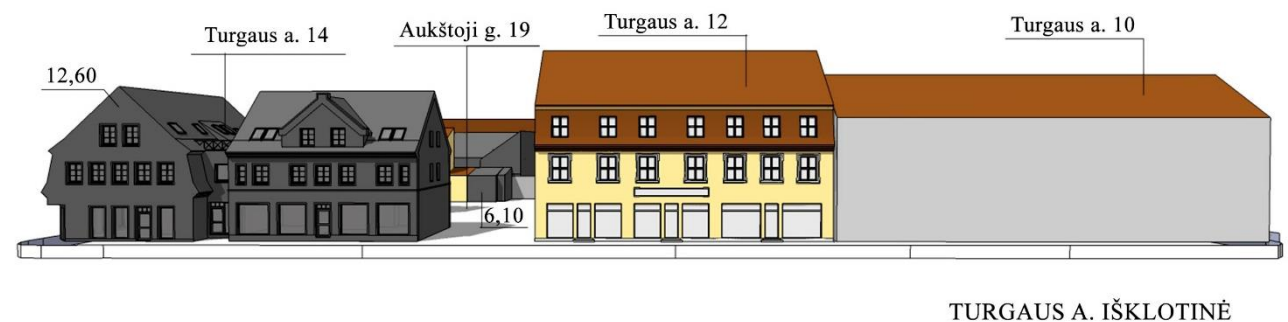 Turgaus a. 14
Aukštoji g. 19
Turgaus a. 12
Turgaus a. 10
12,60
6,10
TURGAUS A. IŠKLOTINĖ